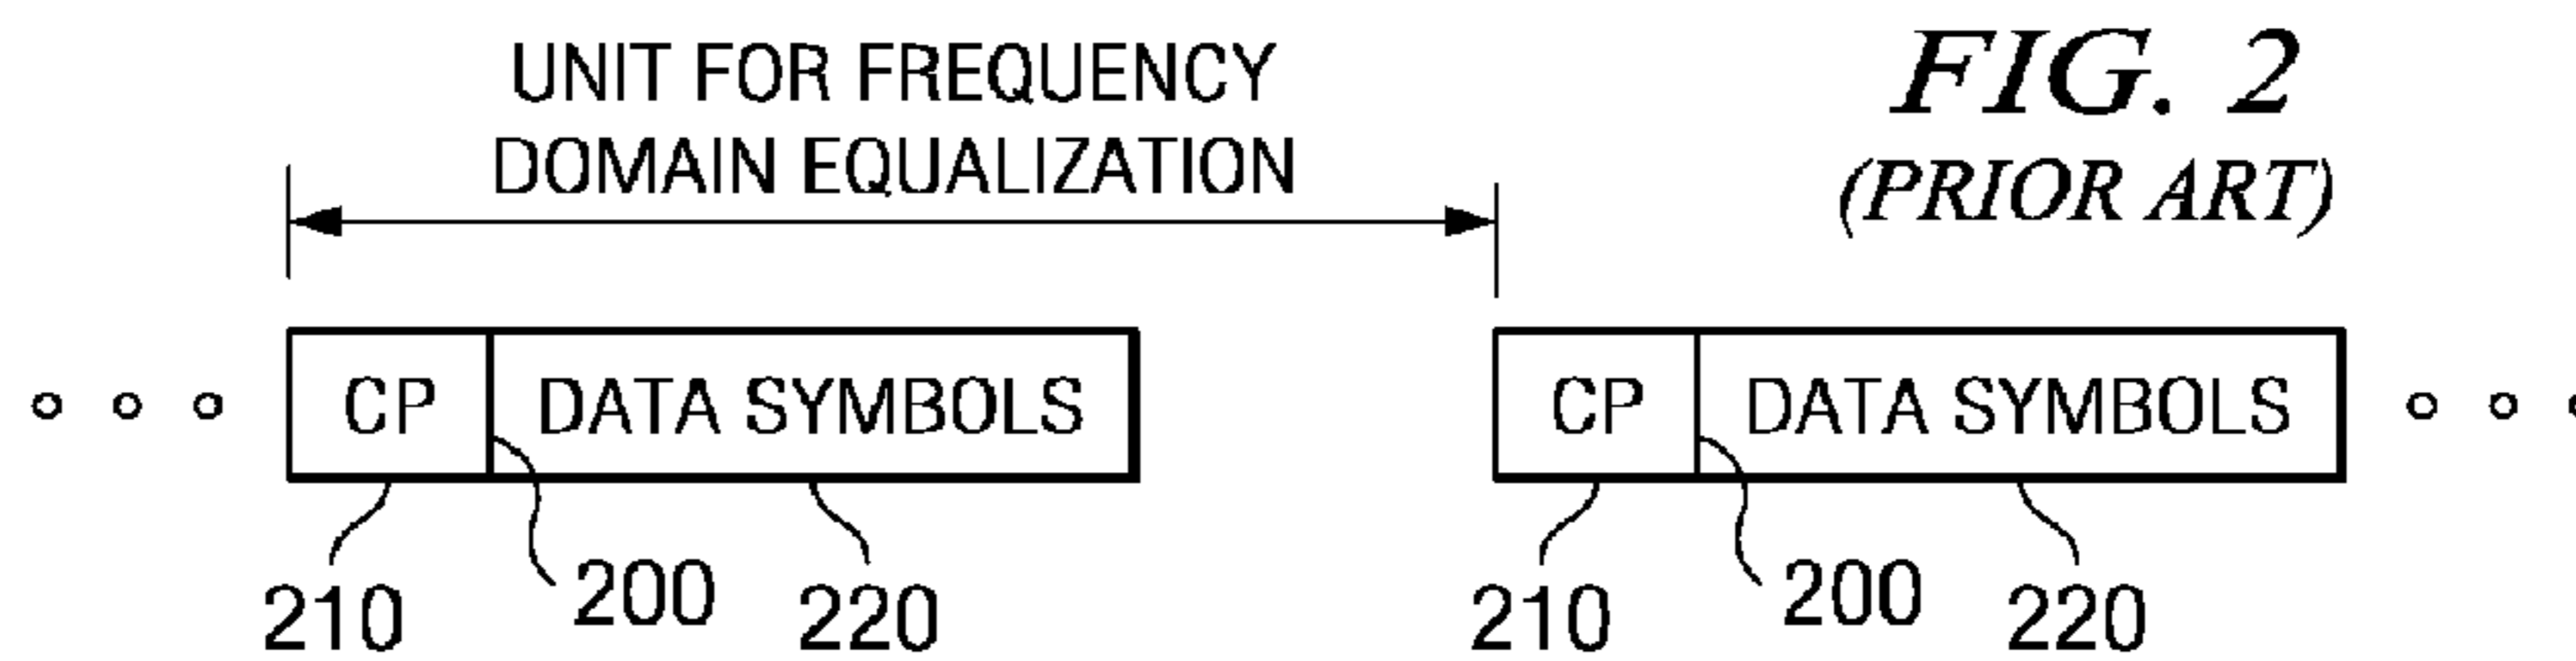 UNIT FOR FREQUENCY
DOMAIN EQUALIZATION
FIG. 2
(PRIOR ART)
CP DATA SYMBOLS CP DATA SYMBOLS
210 200 220 210 200 220